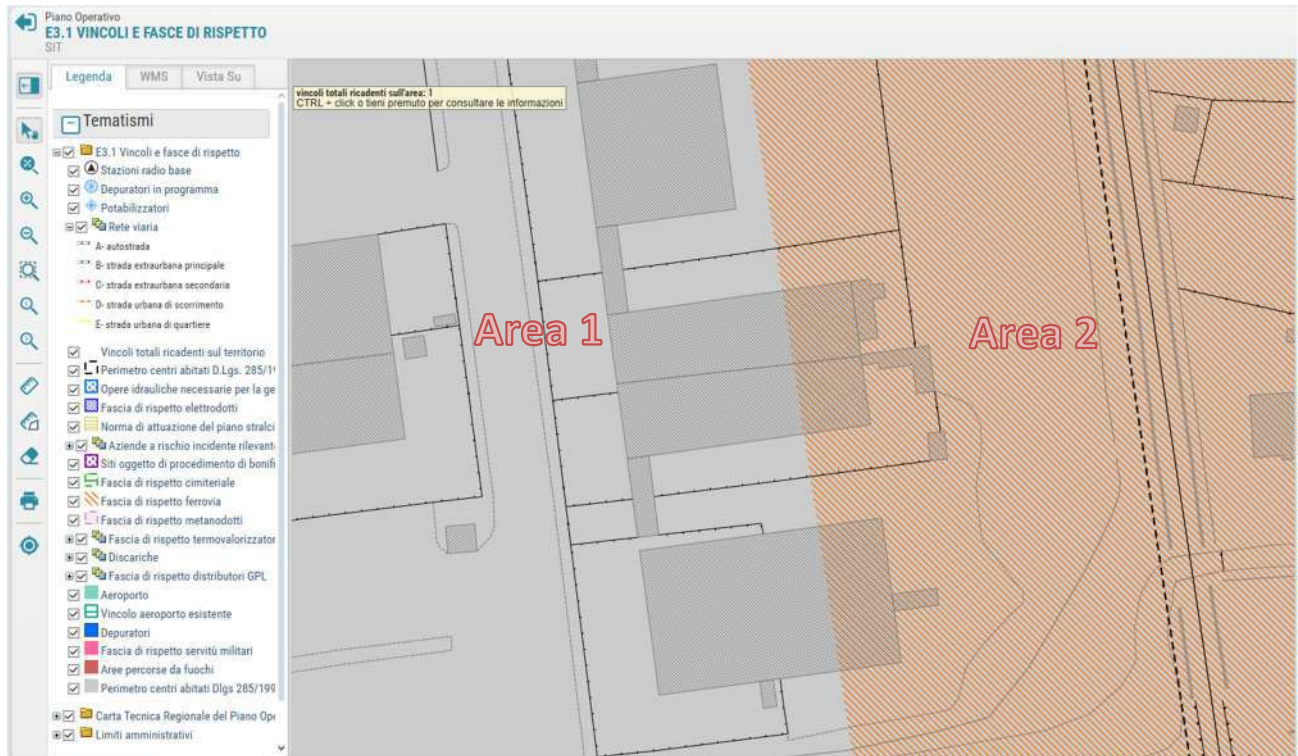 Piano Operativo
E3.1 VINCOLI E FASCE DI RISPETTO
SIT
Legenda
WMS
Vista Su
Tematismi
E3.1 Vincoli e fasce di rispetto
Stazioni radio base
Depuratori in programma
Potabilizzatori
Rete viaria
A- autostrada
B- strada extraurbana principale
C- strada extraurbana secondaria
D- strada urbana di scorrimento
E- strada urbana di quartiere
Vincoli totali ricadenti sul territorio
Perimetro centri abitati D.Lgs. 285/19
Opere idrauliche necessarie per la ge
Fascia di rispetto elettrodotti
Norma di attuazione del piano stralci
Aziende a rischio incidente rilevant
Siti oggetto di procedimento di bonifi
Fascia di rispetto cimiteriale
Fascia di rispetto ferrovia
Fascia di rispetto metanodotti
Fascia di rispetto termovalorizzator
Discariche
Fascia di rispetto distributori GPL
Aeroporto
Vincolo aeroporto esistente
Depuratori
Fascia di rispetto servitù militari
Aree percorse da fuochi
Perimetro centri abitati Dlgs 285/199
Carta Tecnica Regionale del Piano Ope
Limiti amministrativi
vincoli totali ricadenti sull'area: 1
CTRL + click o tieni premuto per consultare le informazioni
Area 1
Area 2